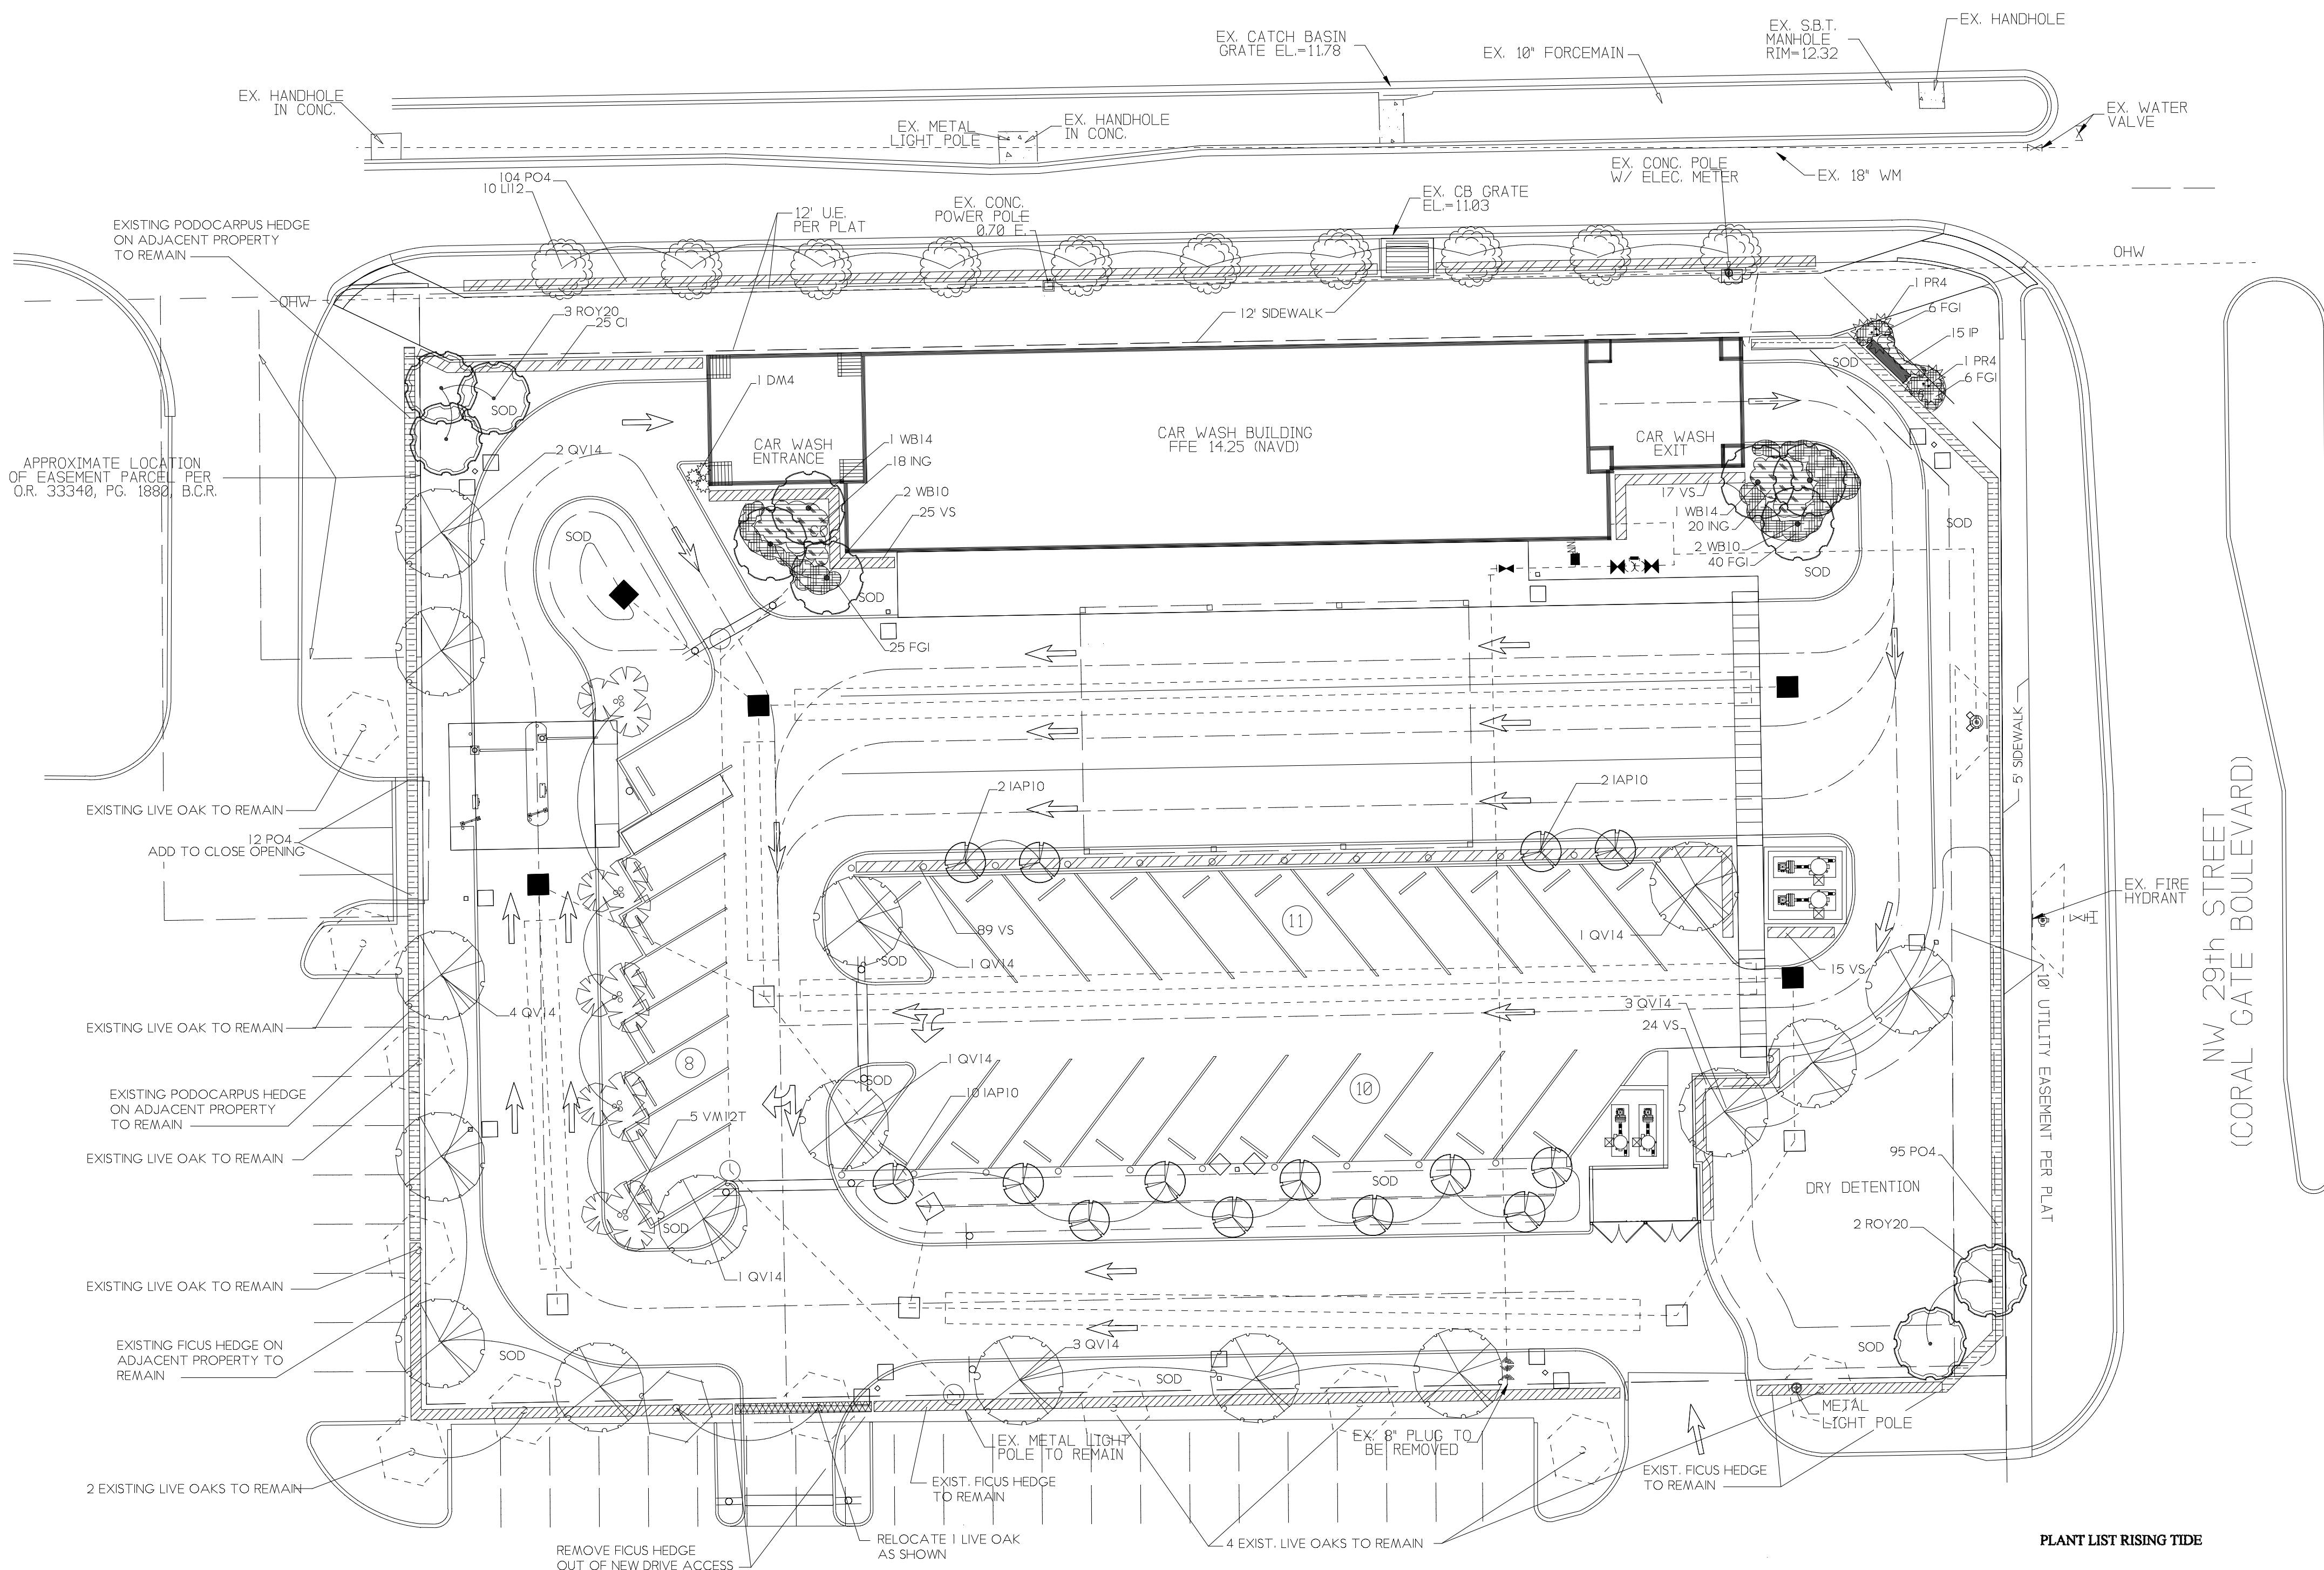 EX. CATCH BASIN
GRATE EL.=11.78
EX. 10" FORCEMAIN
EX. S.B.T.
MANHOLE
RIM=12.32
EX. HANDHOLE
EX. HANDHOLE
IN CONC.
EX. METAL
LIGHT POLE
EX. HANDHOLE
IN CONC.
EX. WATER
VALVE
EX. CONC. POLE
W/ ELEC. METER
EX. 18" WM
104 PO4
10 LI12
EX. CONC.
POWER POLE
0.70 E.
EX. CB GRATE
EL.=11.03
12' U.E.
PER PLAT
EXISTING PODOCARPUS HEDGE
ON ADJACENT PROPERTY
TO REMAIN
OHW
OHW
3 ROY20
25 CI
12' SIDEWALK
1 PR4
6 FGI
15 IP
1 PR4
6 FGI
SOD
SOD
1 DM4
CAR WASH
ENTRANCE
1 WB14
18 ING
2 WB10
25 VS
CAR WASH BUILDING
FFE 14.25 (NAVD)
CAR WASH
EXIT
17 VS
1 WB14
20 ING
2 WB10
40 FGI
SOD
SOD
APPROXIMATE LOCATION
OF EASEMENT PARCEL PER
O.R. 33340, PG. 1880, B.C.R.
2 QV14
SOD
SOD
25 FGI
5' SIDEWALK
NW 29th STREET
(CORAL GATE BOULEVARD)
EXISTING LIVE OAK TO REMAIN
12 PO4
ADD TO CLOSE OPENING
2 IAP10
2 IAP10
EX. FIRE
HYDRANT
11
89 VS
1 QV14
SOD
1 QV14
15 VS
10' UTILITY EASEMENT PER PLAT
EXISTING LIVE OAK TO REMAIN
4 QV14
3 QV14
24 VS
8
1 QV14
SOD
10 IAP10
10
EXISTING PODOCARPUS HEDGE
ON ADJACENT PROPERTY
TO REMAIN
5 VM12T
EXISTING LIVE OAK TO REMAIN
95 PO4
SOD
DRY DETENTION
SOD
2 ROY20
1 QV14
EXISTING LIVE OAK TO REMAIN
EXISTING FICUS HEDGE ON
ADJACENT PROPERTY TO
REMAIN
SOD
3 QV14
SOD
SOD
METAL
LIGHT POLE
EX. METAL LIGHT
POLE TO REMAIN
EX. 8" PLUG TO
BE REMOVED
EXIST. FICUS HEDGE
TO REMAIN
EXIST. FICUS HEDGE
TO REMAIN
2 EXISTING LIVE OAKS TO REMAIN
REMOVE FICUS HEDGE
OUT OF NEW DRIVE ACCESS
RELOCATE 1 LIVE OAK
AS SHOWN
4 EXIST. LIVE OAKS TO REMAIN
PLANT LIST RISING TIDE